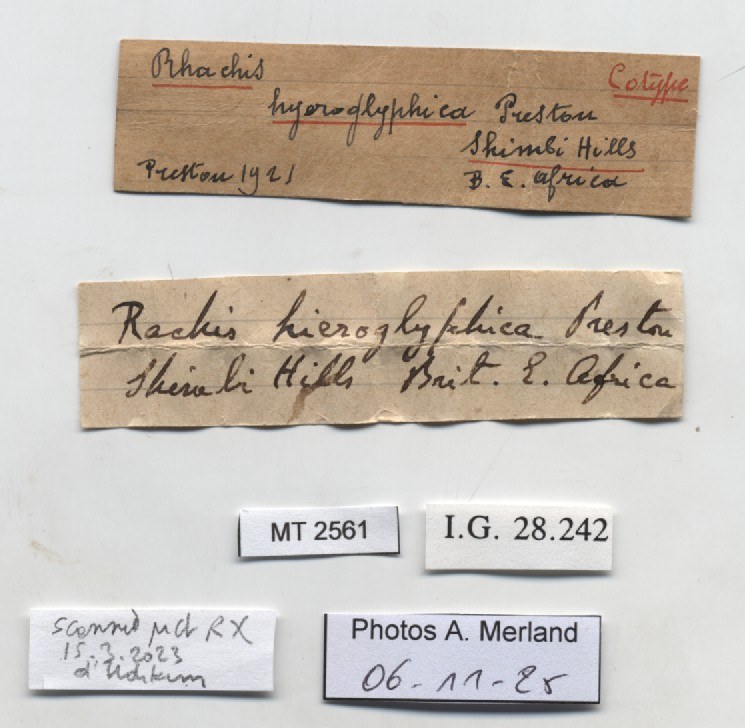 Rhachis
Cotype
hyeroglyphica Preston
Shimbi Hills
Preston 1921
B. E. Africa
Rachis hieroglyphica Preston
Shimbi Hills Brit. E. Africa
MT 2561
I.G. 28.242
scanned µct RX
15.3.2023
Photos A. Merland
06-11-25